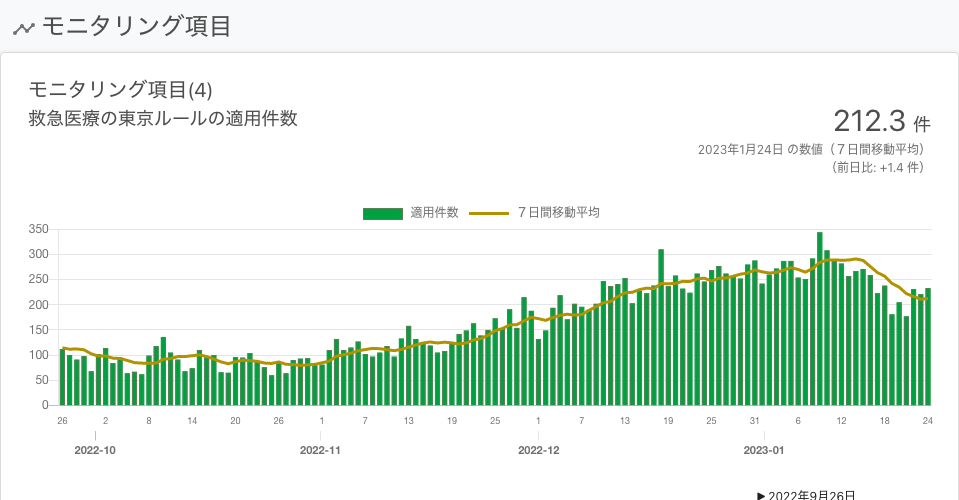 モニタリング項目
モニタリング項目(4)
救急医療の東京ルールの適用件数
212.3 件
2023年1月24日 の数値（７日間移動平均）
（前日比: +1.4 件）
適用件数 ７日間移動平均
350
300
250
200
150
100
50
0
26 2 8 14 20 26 1 7 13 19 25 1 7 13 19 25 31 6 12 18 24
2022-10 2022-11 2022-12 2023-01
▶2022年9月26日